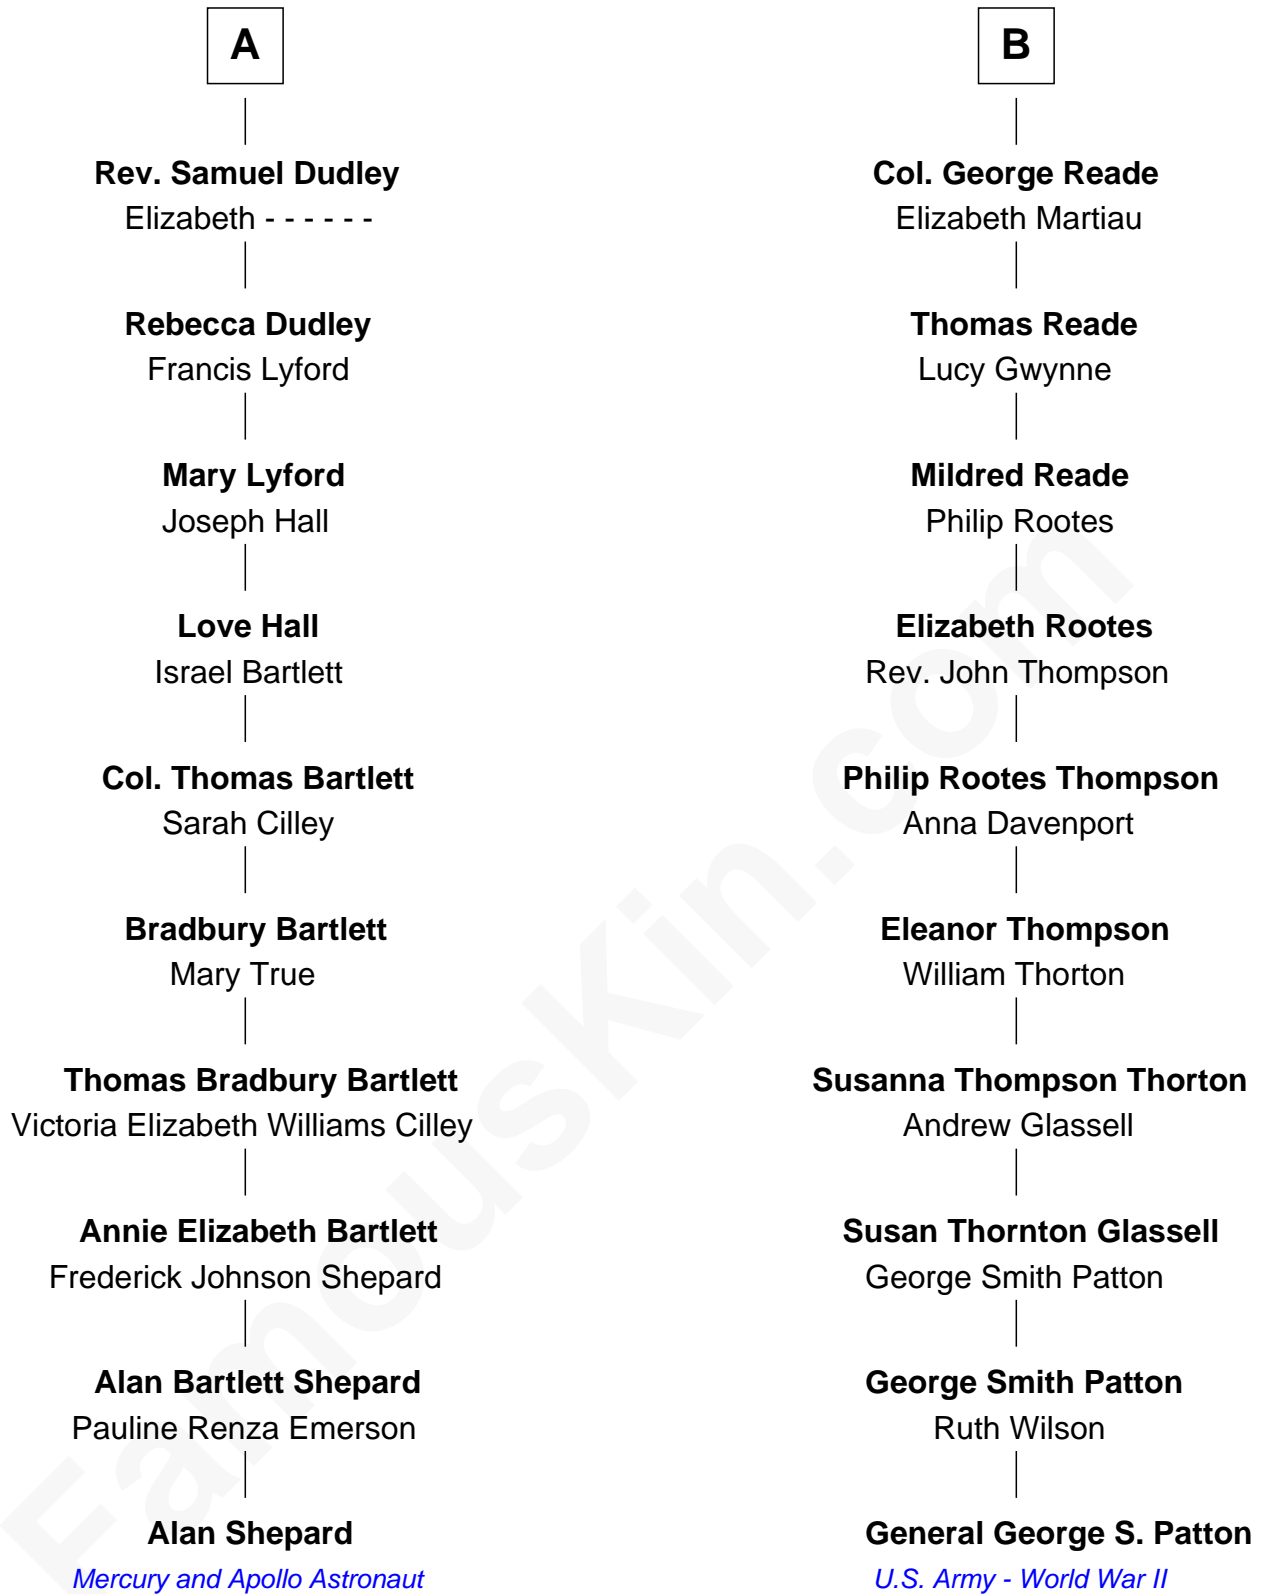 A
Rev. Samuel Dudley
Elizabeth - - - - - -
Rebecca Dudley
Francis Lyford
Mary Lyford
Joseph Hall
Love Hall
Israel Bartlett
Col. Thomas Bartlett
Sarah Cilley
Bradbury Bartlett
Mary True
Thomas Bradbury Bartlett
Victoria Elizabeth Williams Cilley
Annie Elizabeth Bartlett
Frederick Johnson Shepard
Alan Bartlett Shepard
Pauline Renza Emerson
Alan Shepard
Mercury and Apollo Astronaut
B
Col. George Reade
Elizabeth Martiau
Thomas Reade
Lucy Gwynne
Mildred Reade
Philip Rootes
Elizabeth Rootes
Rev. John Thompson
Philip Rootes Thompson
Anna Davenport
Eleanor Thompson
William Thorton
Susanna Thompson Thorton
Andrew Glassell
Susan Thornton Glassell
George Smith Patton
George Smith Patton
Ruth Wilson
General George S. Patton
U.S. Army - World War II
FamousKin.com